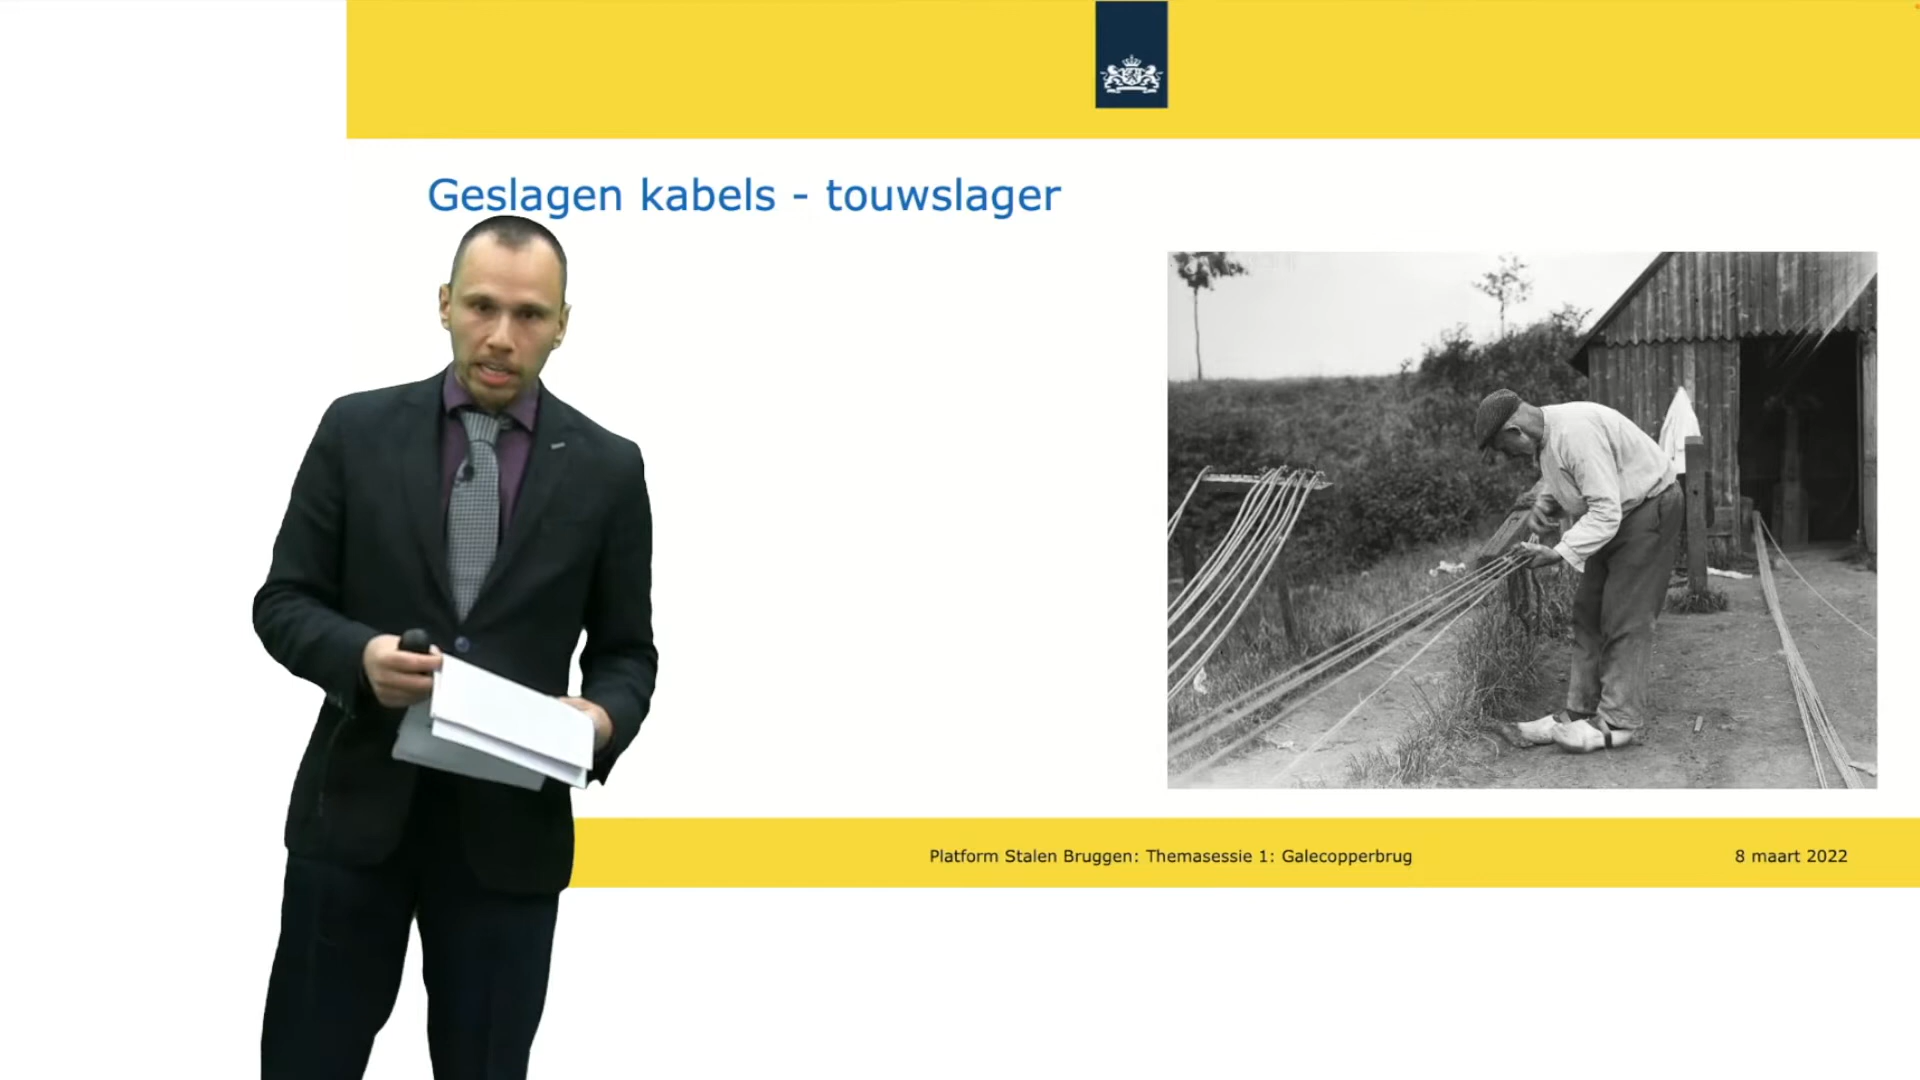 Geslagen kabels - touwslager
Platform Stalen Bruggen: Themasessie 1: Galecopperbrug
8 maart 2022